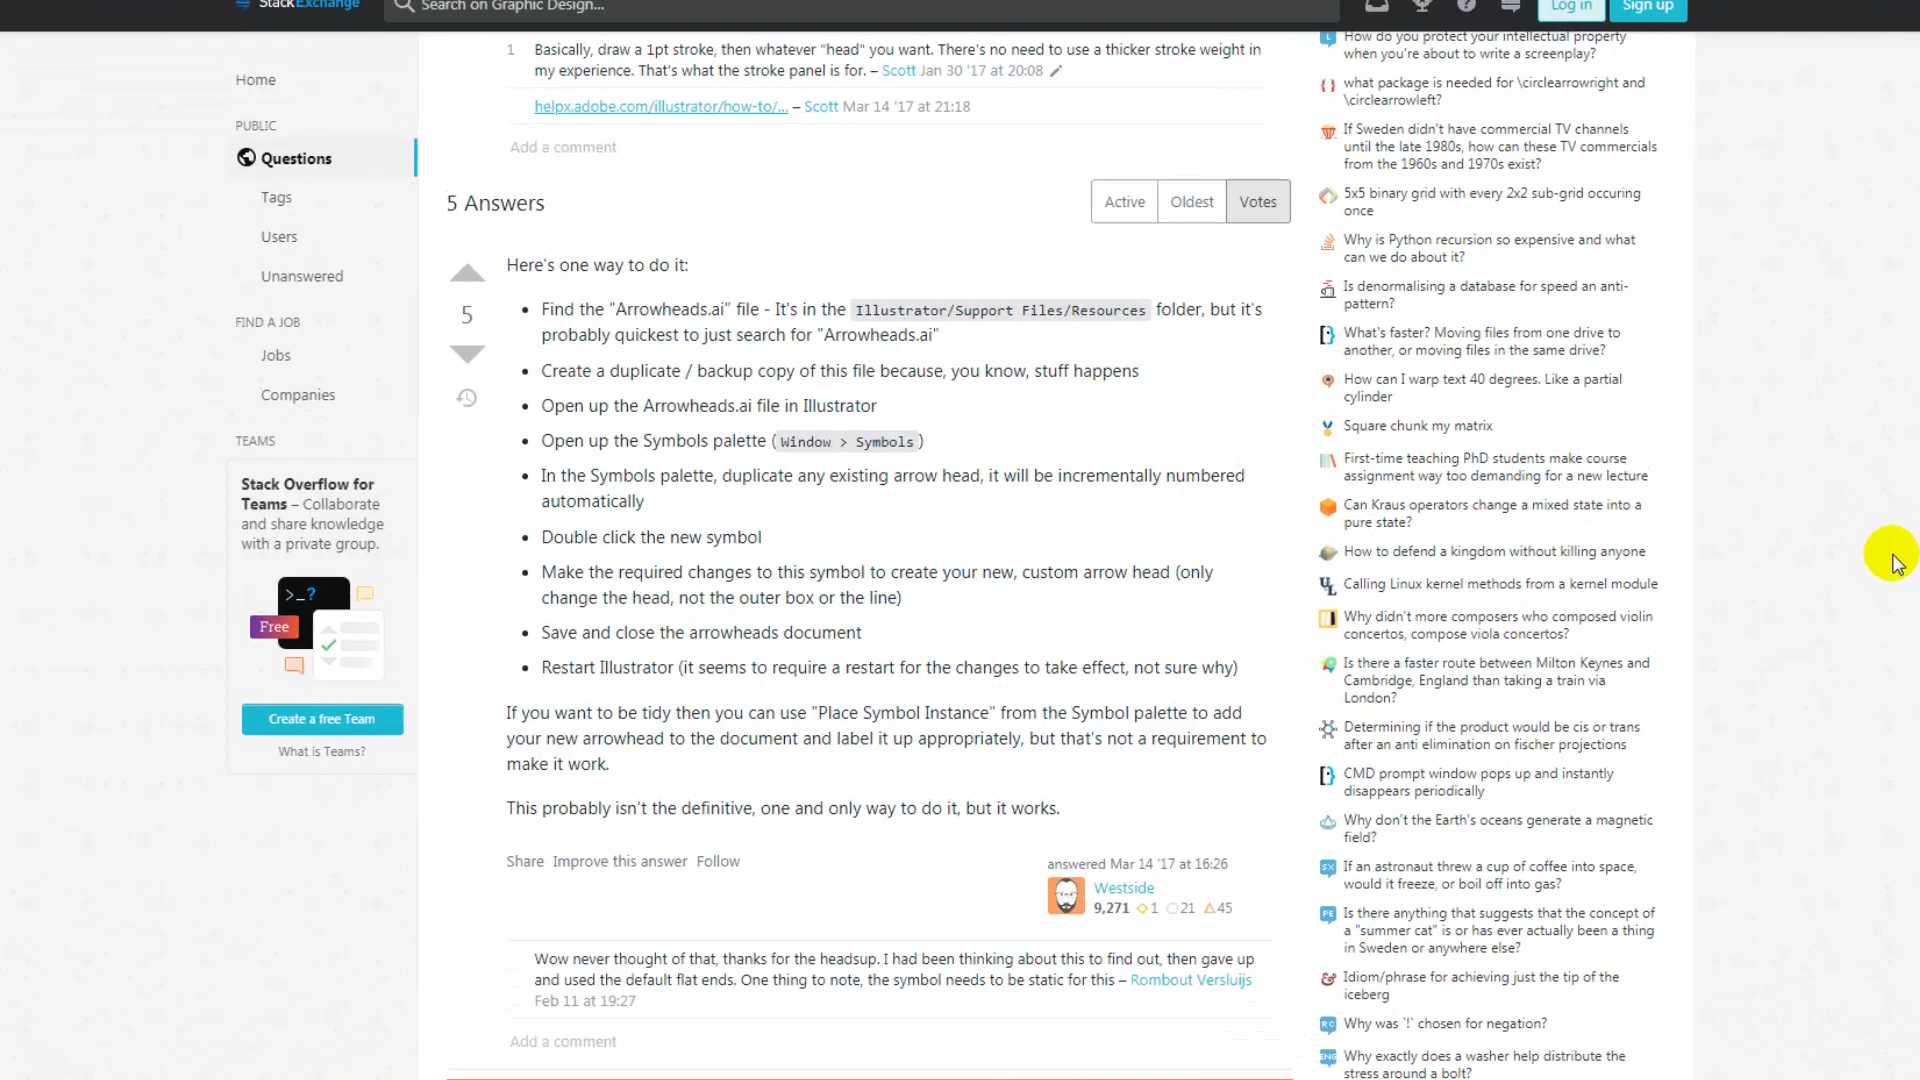 StackExchange
Search on Graphic Design...
Log in
Sign up
Home
PUBLIC
Questions
Tags
Users
Unanswered
FIND A JOB
Jobs
Companies
TEAMS
Stack Overflow for
Teams – Collaborate
and share knowledge
with a private group.
>_?
Free
Create a free Team
What is Teams?
1 Basically, draw a 1pt stroke, then whatever "head" you want. There's no need to use a thicker stroke weight in
my experience. That's what the stroke panel is for. – Scott Jan 30 '17 at 20:08
helpx.adobe.com/illustrator/how-to/... – Scott Mar 14 '17 at 21:18
Add a comment
5 Answers
Active Oldest Votes
5
Here's one way to do it:
• Find the "Arrowheads.ai" file - It's in the Illustrator/Support Files/Resources folder, but it's
probably quickest to just search for "Arrowheads.ai"
• Create a duplicate / backup copy of this file because, you know, stuff happens
• Open up the Arrowheads.ai file in Illustrator
• Open up the Symbols palette (Window > Symbols)
• In the Symbols palette, duplicate any existing arrow head, it will be incrementally numbered
automatically
• Double click the new symbol
• Make the required changes to this symbol to create your new, custom arrow head (only
change the head, not the outer box or the line)
• Save and close the arrowheads document
• Restart Illustrator (it seems to require a restart for the changes to take effect, not sure why)
If you want to be tidy then you can use "Place Symbol Instance" from the Symbol palette to add
your new arrowhead to the document and label it up appropriately, but that's not a requirement to
make it work.
This probably isn't the definitive, one and only way to do it, but it works.
Share Improve this answer Follow
answered Mar 14 '17 at 16:26
Westside
9,271 1 21 45
Wow never thought of that, thanks for the headsup. I had been thinking about this to find out, then gave up
and used the default flat ends. One thing to note, the symbol needs to be static for this – Rombout Versluijs
Feb 11 at 19:27
Add a comment
How do you protect your intellectual property
when you're about to write a screenplay?
what package is needed for \circlearrowright and
\circlearrowleft?
If Sweden didn't have commercial TV channels
until the late 1980s, how can these TV commercials
from the 1960s and 1970s exist?
5x5 binary grid with every 2x2 sub-grid occuring
once
Why is Python recursion so expensive and what
can we do about it?
Is denormalising a database for speed an anti-
pattern?
What's faster? Moving files from one drive to
another, or moving files in the same drive?
How can I warp text 40 degrees. Like a partial
cylinder
Square chunk my matrix
First-time teaching PhD students make course
assignment way too demanding for a new lecture
Can Kraus operators change a mixed state into a
pure state?
How to defend a kingdom without killing anyone
Calling Linux kernel methods from a kernel module
Why didn't more composers who composed violin
concertos, compose viola concertos?
Is there a faster route between Milton Keynes and
Cambridge, England than taking a train via
London?
Determining if the product would be cis or trans
after an anti elimination on fischer projections
CMD prompt window pops up and instantly
disappears periodically
Why don't the Earth's oceans generate a magnetic
field?
If an astronaut threw a cup of coffee into space,
would it freeze, or boil off into gas?
Is there anything that suggests that the concept of
a "summer cat" is or has ever actually been a thing
in Sweden or anywhere else?
Idiom/phrase for achieving just the tip of the
iceberg
Why was `!` chosen for negation?
Why exactly does a washer help distribute the
stress around a bolt?